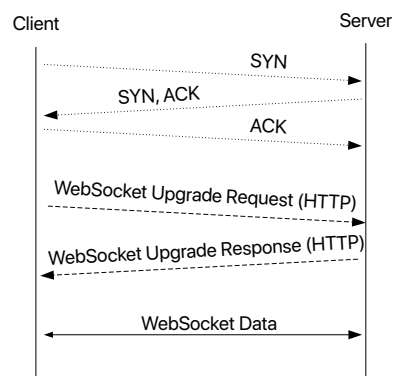 Client
Server
SYN
SYN, ACK
ACK
WebSocket Upgrade Request (HTTP)
WebSocket Upgrade Response (HTTP)
WebSocket Data